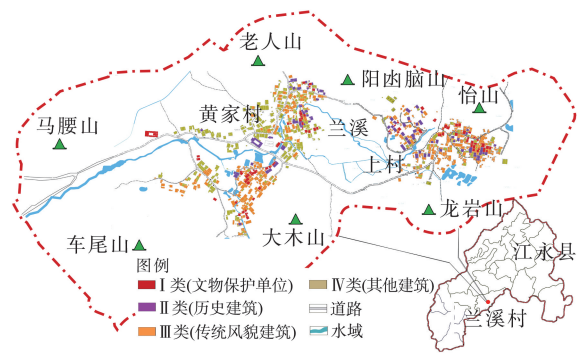 老人山
阳凼脑山
怡山
黄家村
兰溪
马腰山
上村
龙岩山
车尾山
大木山
江永县
兰溪村
图例
Ⅰ类(文物保护单位)
Ⅳ类(其他建筑)
Ⅱ类(历史建筑)
道路
Ⅲ类(传统风貌建筑)
水域